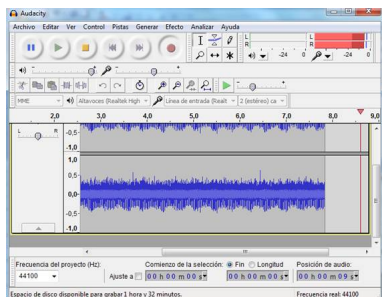 Audacity
Archivo Editar Ver Control Pistas Generar Efecto Analizar Ayuda
L
R
-24 0
L
R
-24 0
MME Altavoces (Realtek High Línea de entrada (Realt 2 (estéreo) ca
2,0 3,0 4,0 5,0 6,0 7,0 8,0 9,0
L R
-0,5
-1,0
1,0
0,5
0,0
-0,5
-1,0
Frecuencia del proyecto (Hz): Comienzo de la selección: Fin Longitud Posición de audio:
44100 Ajuste a 00 h 00 m 00 s 00 h 00 m 00 s 00 h 00 m 09 s
Espacio de disco disponible para grabar 1 hora y 32 minutos. Frecuencia real: 44100